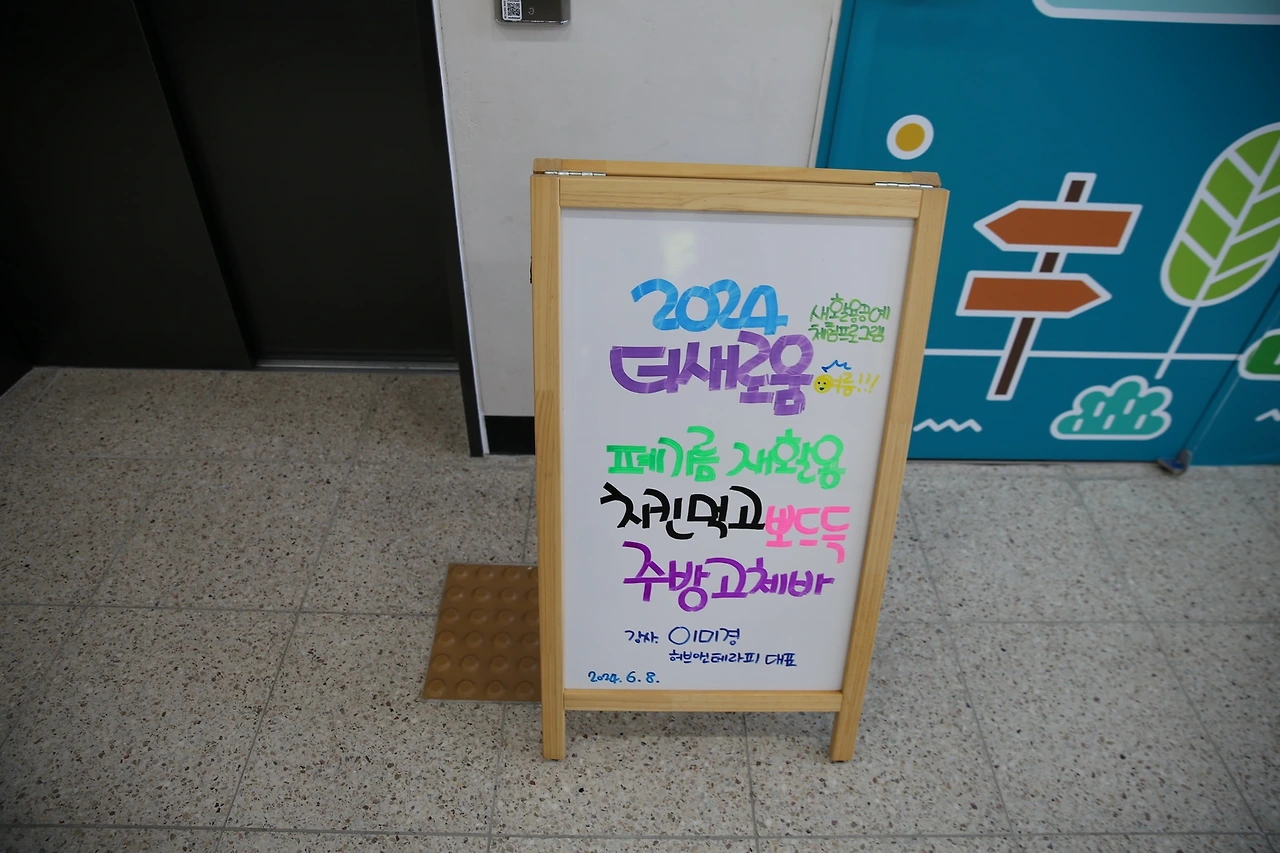 2024
새활용공예
체험프로그램
더새로움
여름!!!
폐기름 재활용
치킨먹고 뽀드득
주방고체바
강사: 이미경
허브앤테라피 대표
2024. 6. 8.